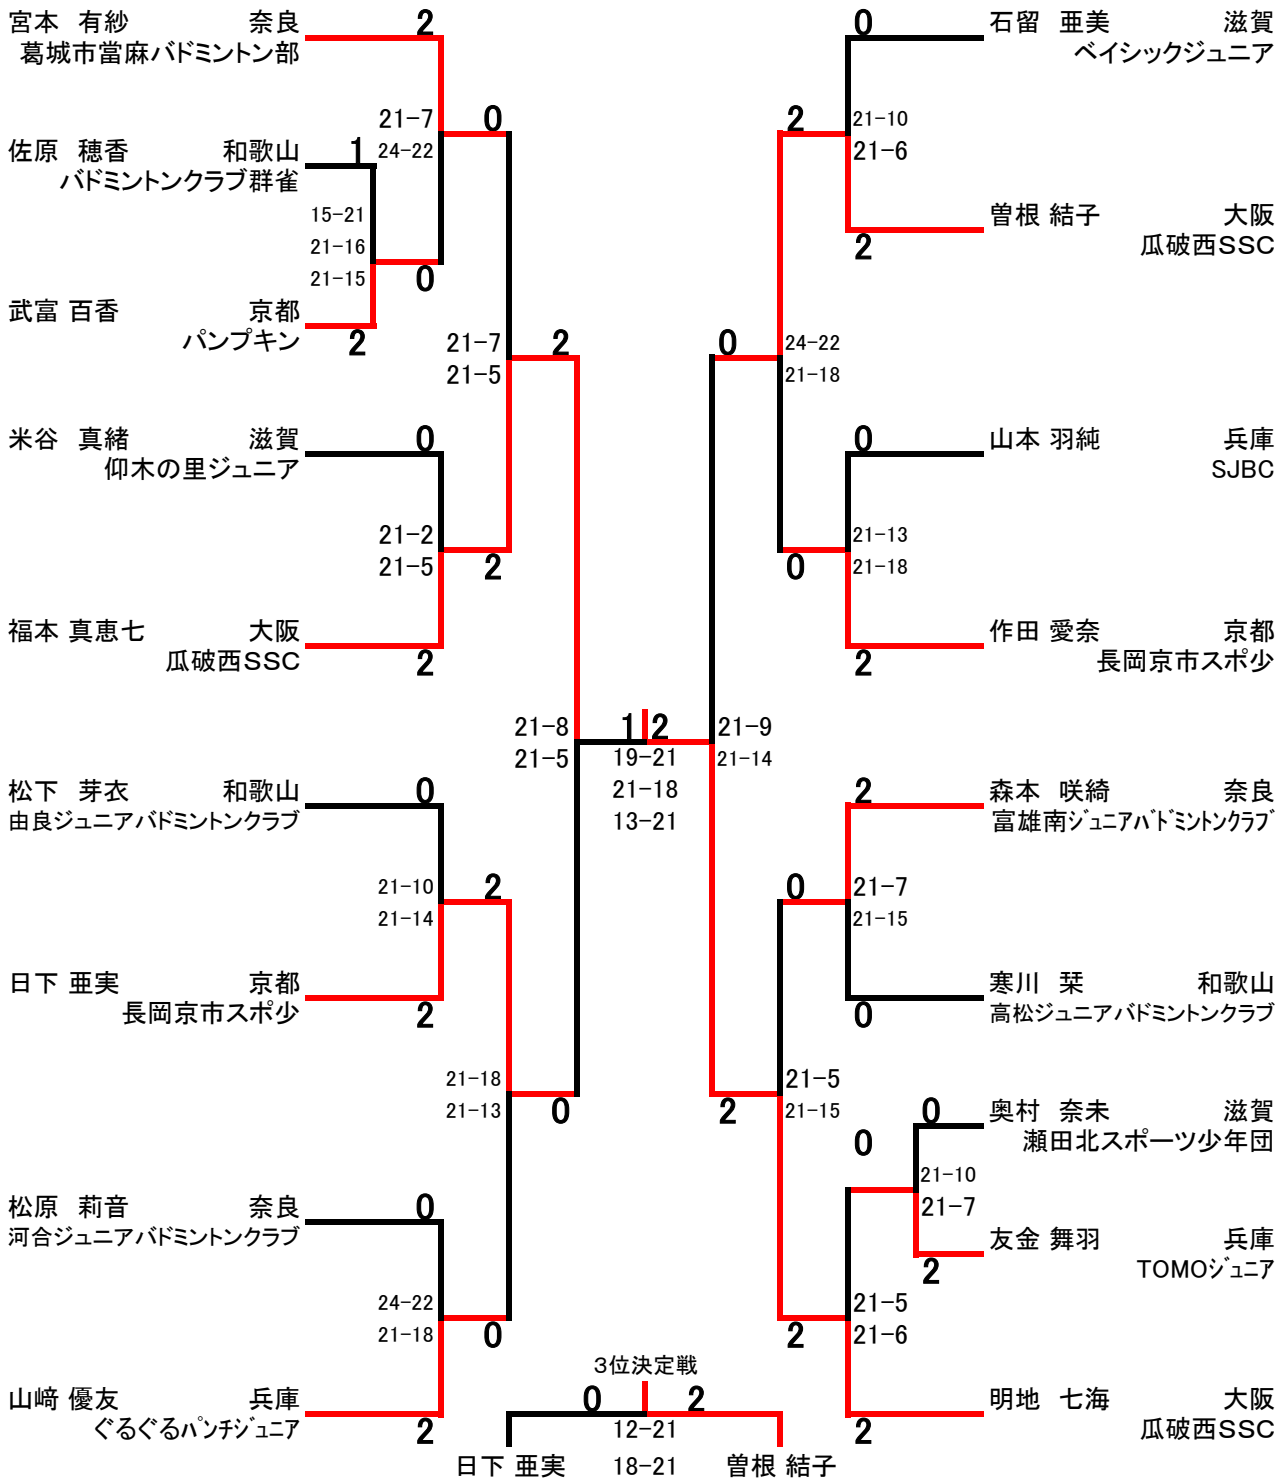 宮本　有紗　奈良
葛城市當麻バドミントン部
2
21-7
24-22
0
佐原　穂香　和歌山
バドミントンクラブ群雀
1
15-21
21-16
21-15
0
武富 百香　京都
パンプキン
2
21-7
21-5
2
米谷　真緒　滋賀
仰木の里ジュニア
0
21-2
21-5
2
福本 真恵七　大阪
瓜破西SSC
2
21-8
21-5
松下　芽衣　和歌山
由良ジュニアバドミントンクラブ
0
21-10
21-14
2
日下 亜実　京都
長岡京市スポ少
2
21-18
21-13
0
松原　莉音　奈良
河合ジュニアバドミントンクラブ
0
24-22
21-18
0
山﨑 優友　兵庫
ぐるぐるパンチジュニア
2
1 2
19-21
21-18
13-21
石留　亜美　滋賀
ベイシックジュニア
0
21-10
21-6
2
曽根 結子　大阪
瓜破西SSC
2
24-22
21-18
0
山本 羽純　兵庫
SJBC
0
21-13
21-18
0
作田 愛奈　京都
長岡京市スポ少
2
21-9
21-14
森本　咲綺　奈良
富雄南ジュニアバドミントンクラブ
2
21-7
21-15
0
寒川　栞　和歌山
高松ジュニアバドミントンクラブ
0
21-5
21-15
2
奥村　奈未　滋賀
瀬田北スポーツ少年団
0
21-10
21-7
0
友金 舞羽　兵庫
TOMOジュニア
2
21-5
21-6
2
明地　七海　大阪
瓜破西SSC
2
3位決定戦
0 2
12-21
日下 亜実　18-21　曽根 結子